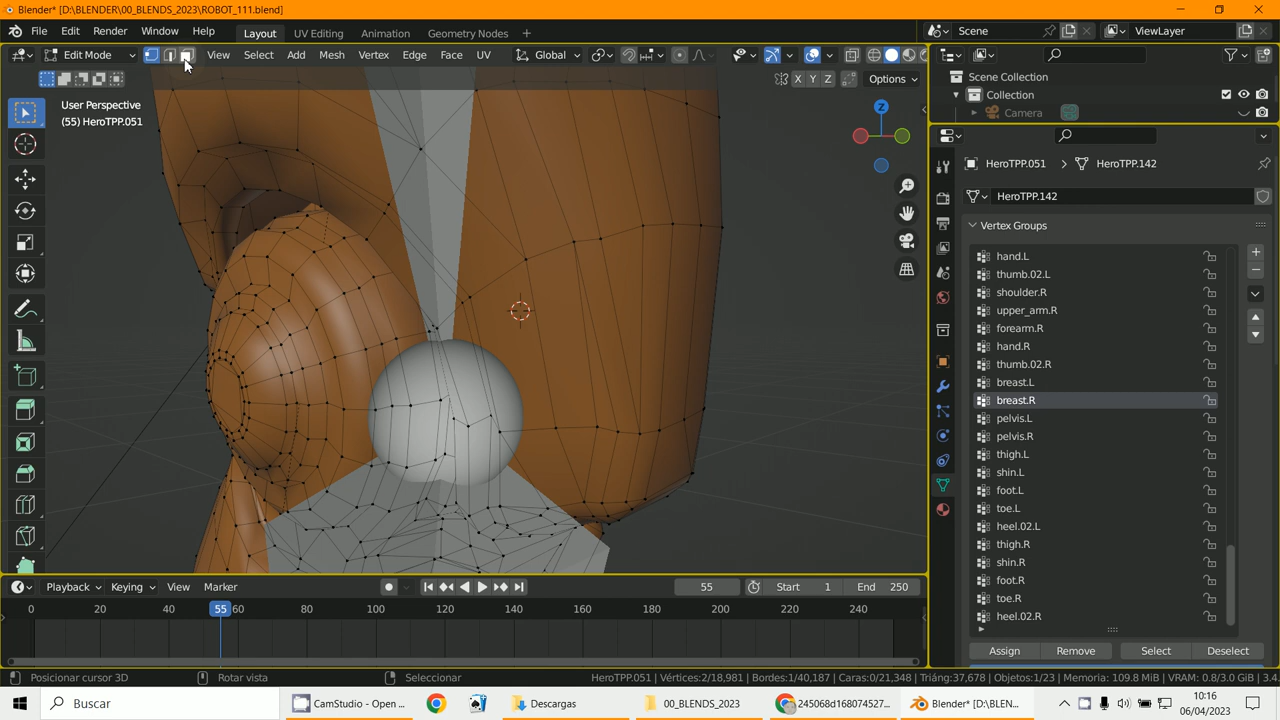 Blender* [D:\BLENDER\00_BLENDS_2023\ROBOT_111.blend]
File Edit Render Window Help Layout UV Editing Animation Geometry Nodes + Scene ViewLayer
Edit Mode View Select Add Mesh Vertex Edge Face UV Global
X Y Z Options
User Perspective
(55) HeroTPP.051
Z
Scene Collection
Collection
Camera
HeroTPP.051 > HeroTPP.142
HeroTPP.142
Vertex Groups
hand.L
thumb.02.L
shoulder.R
upper_arm.R
forearm.R
hand.R
thumb.02.R
breast.L
breast.R
pelvis.L
pelvis.R
thigh.L
shin.L
foot.L
toe.L
heel.02.L
thigh.R
shin.R
foot.R
toe.R
heel.02.R
Assign Remove Select Deselect
Playback Keying View Marker 55 Start 1 End 250
0 20 40 55 60 80 100 120 140 160 180 200 220 240
Posicionar cursor 3D Rotar vista Seleccionar HeroTPP.051 | Vértices:2/18,981 | Bordes:1/40,187 | Caras:0/21,348 | Triáng:37,678 | Objetos:1/23 | Memoria: 109.8 MiB | VRAM: 0.8/3.0 GiB | 3.4.
Buscar CamStudio - Open ... Descargas 00_BLENDS_2023 245068d168074527... Blender* [D:\BLEN... 10:16
06/04/2023